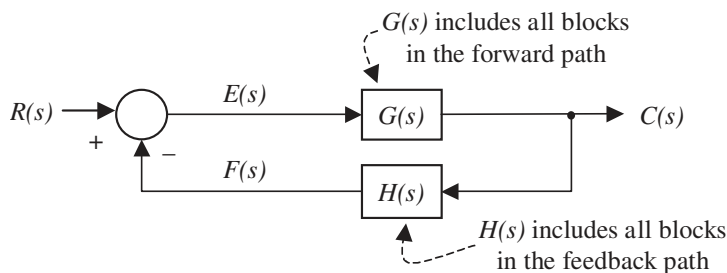 G(s) includes all blocks
in the forward path
R(s)
+
−
E(s)
G(s)
C(s)
F(s)
H(s)
H(s) includes all blocks
in the feedback path